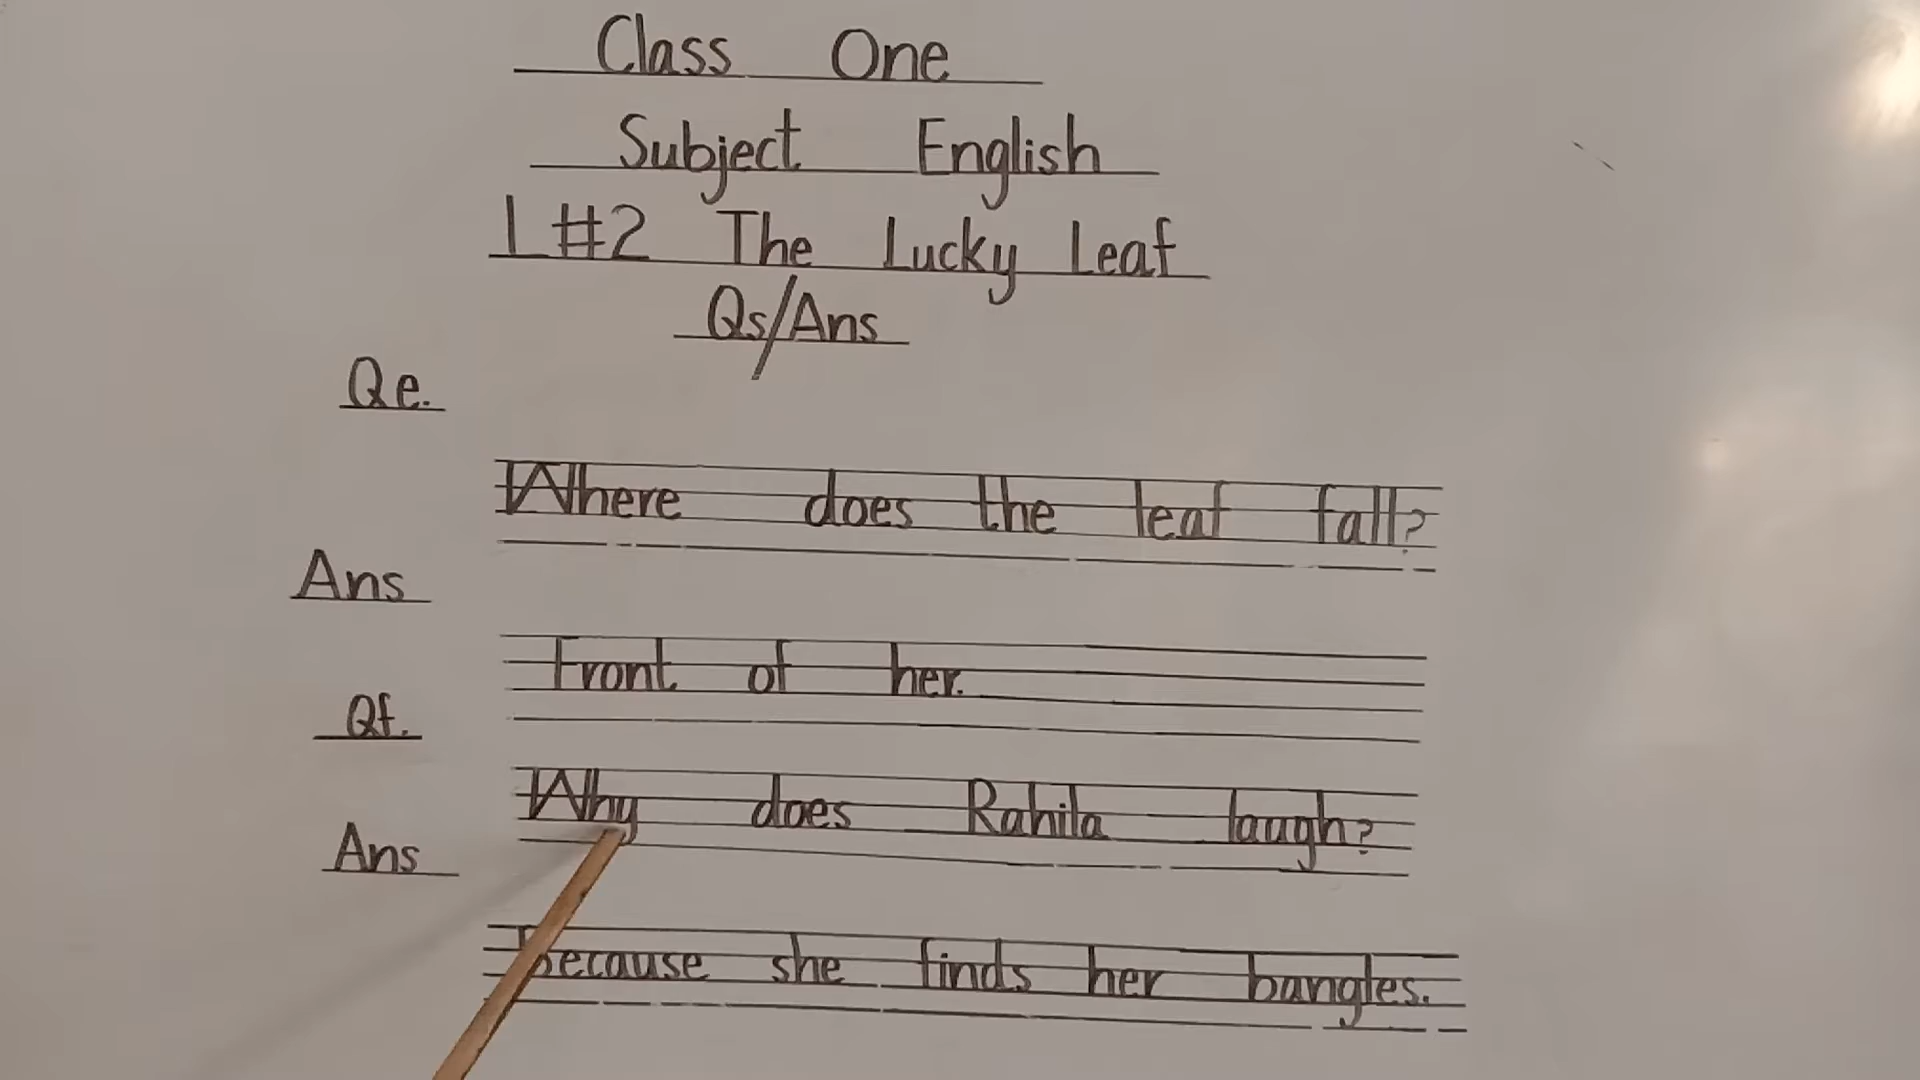 Class One
Subject English
L#2 The Lucky Leaf
Qs/Ans
Qe.
Where does the leaf fall?
Ans
Front of her.
Qf.
Why does Rahila laugh?
Ans
Because she finds her bangles.